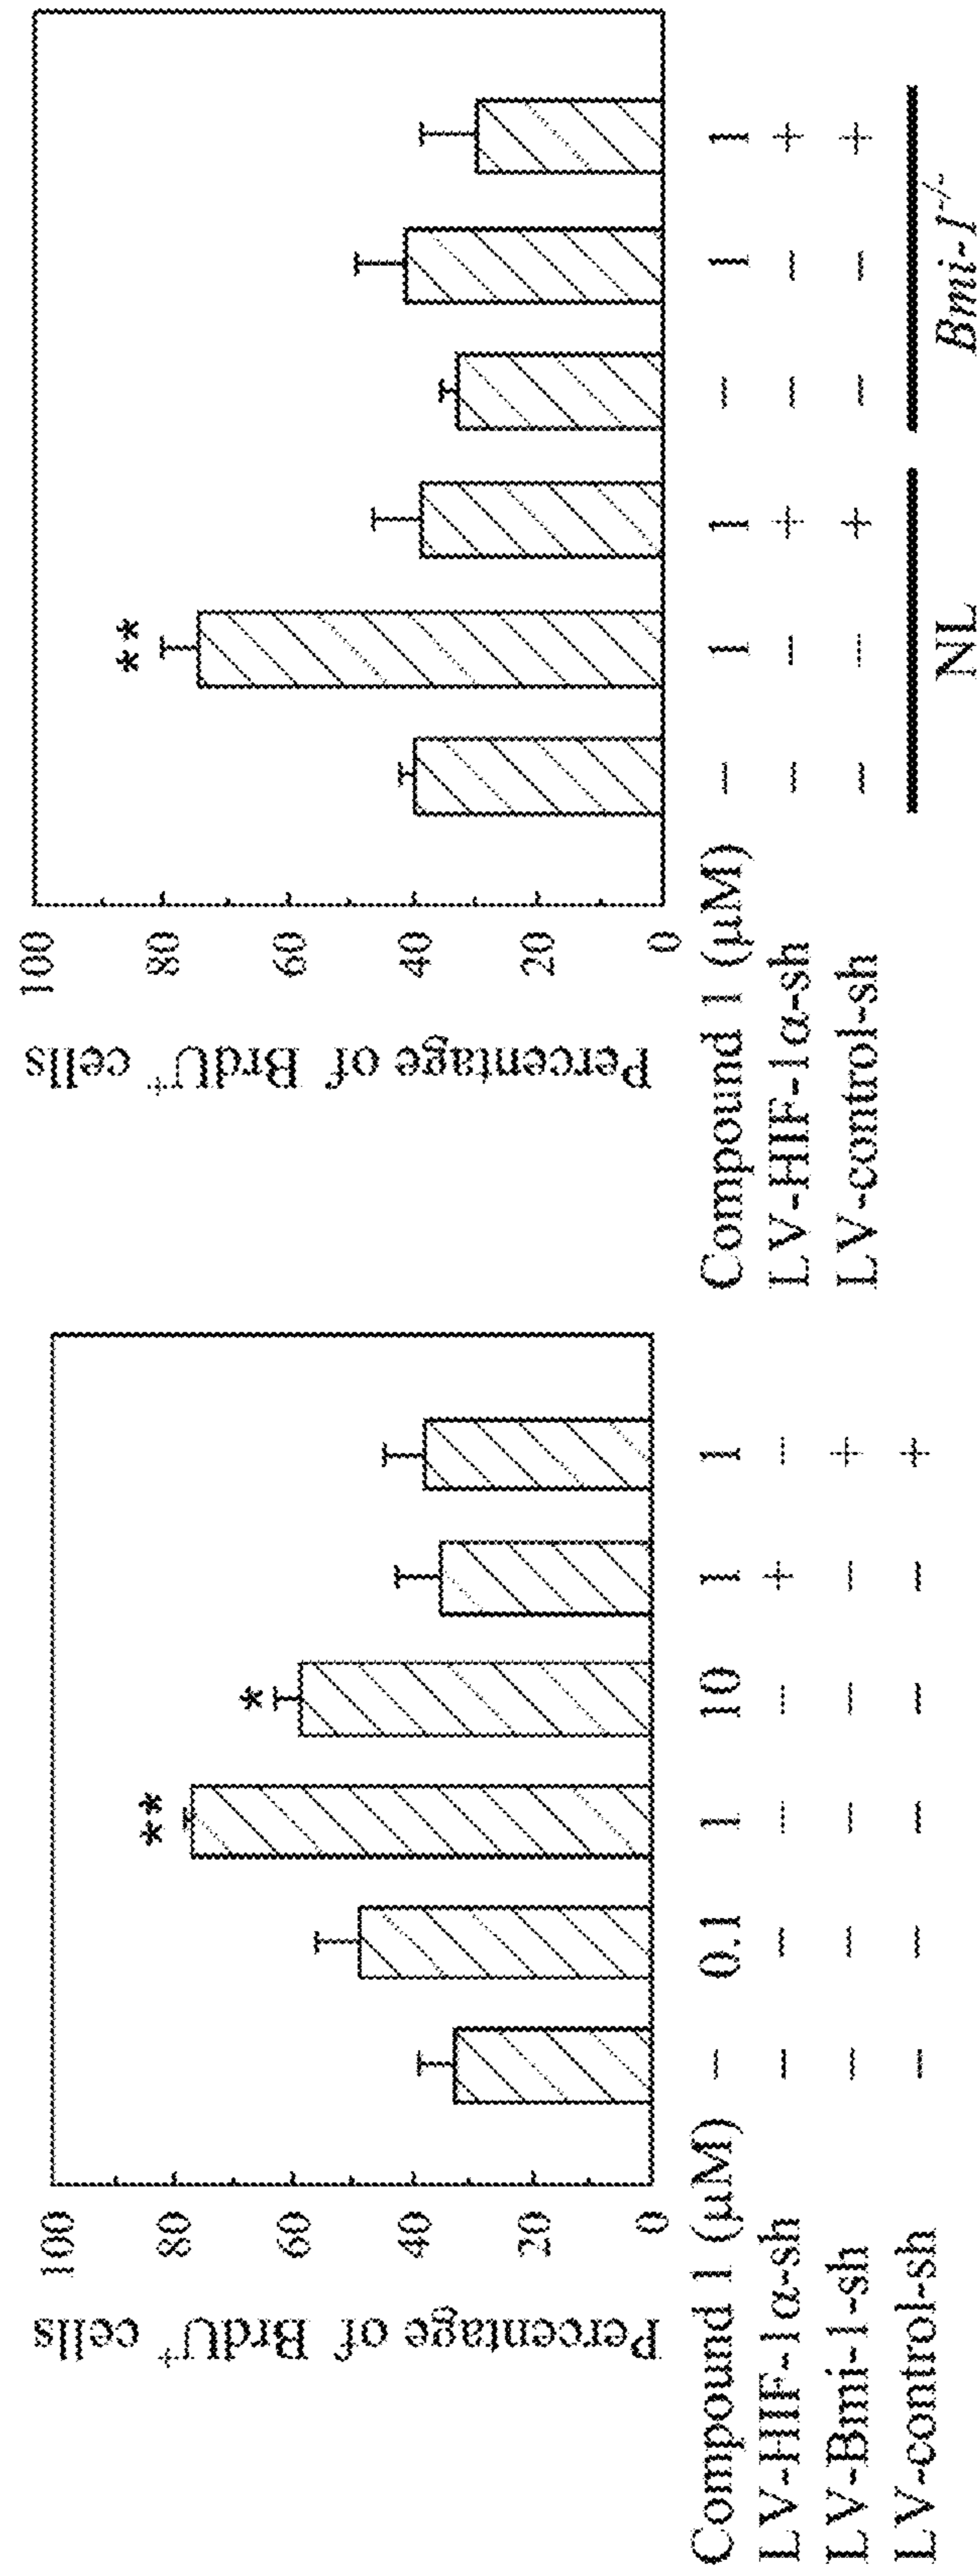 Percentage of BrdU⁺ cells
100
80
60
40
20
0
**
*
Compound 1 (μM) – 0.1 1 10 1 1
LV-HIF-1α-sh – – – – + –
LV-Bmi-1-sh – – – – – +
LV-control-sh – – – – – +
Percentage of BrdU⁺ cells
100
80
60
40
20
0
**
Compound 1 (μM) – 1 1 – 1 1
LV-HIF-1α-sh – – + – – +
LV-control-sh – – + – – +
NL Bmi-1⁻/⁻